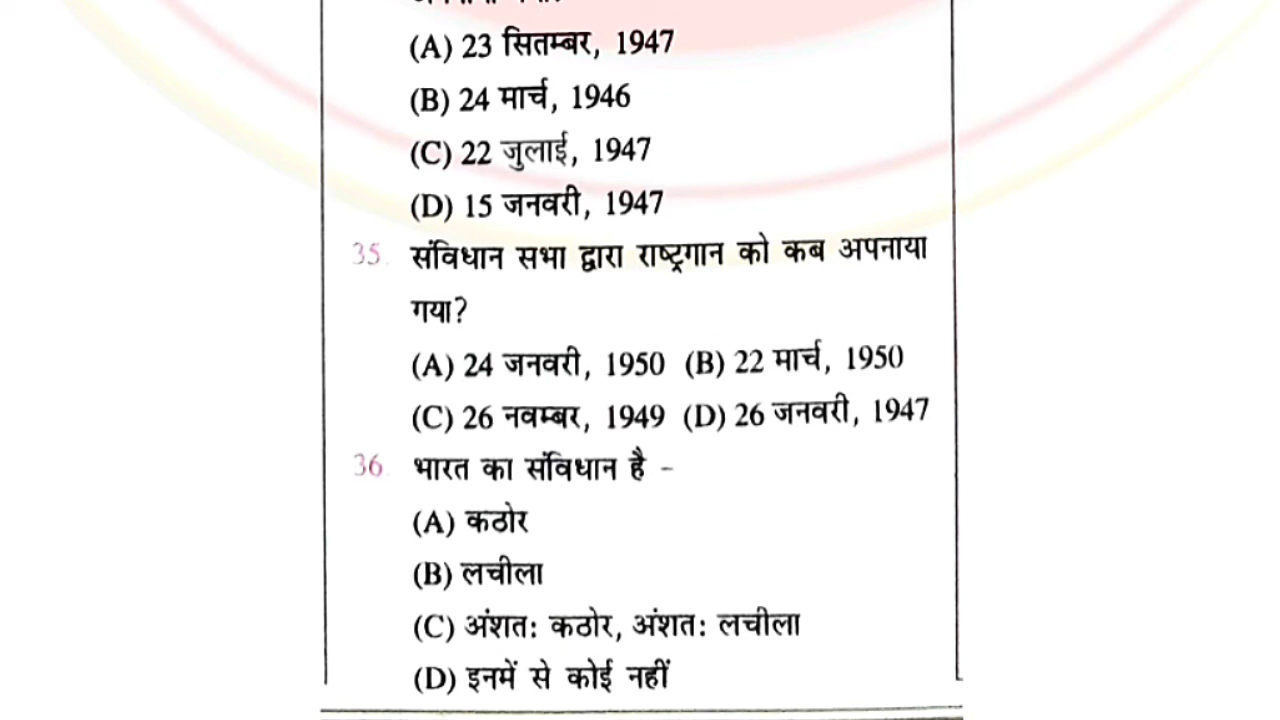 (A) 23 सितम्बर, 1947
(B) 24 मार्च, 1946
(C) 22 जुलाई, 1947
(D) 15 जनवरी, 1947
35. संविधान सभा द्वारा राष्ट्रगान को कब अपनाया
गया?
(A) 24 जनवरी, 1950 (B) 22 मार्च, 1950
(C) 26 नवम्बर, 1949 (D) 26 जनवरी, 1947
36. भारत का संविधान है -
(A) कठोर
(B) लचीला
(C) अंशत: कठोर, अंशत: लचीला
(D) इनमें से कोई नहीं